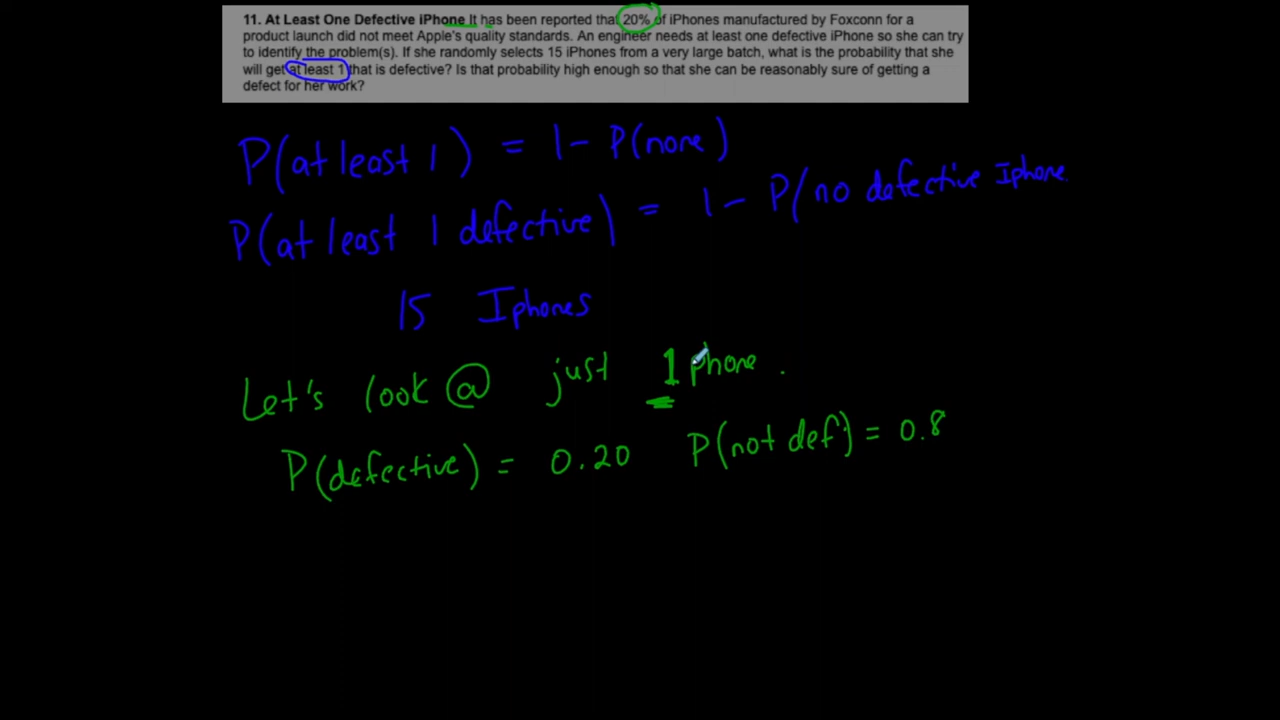 11. At Least One Defective iPhone It has been reported that 20% of iPhones manufactured by Foxconn for a
product launch did not meet Apple's quality standards. An engineer needs at least one defective iPhone so she can try
to identify the problem(s). If she randomly selects 15 iPhones from a very large batch, what is the probability that she
will get at least 1 that is defective? Is that probability high enough so that she can be reasonably sure of getting a
defect for her work?
P(at least 1) = 1 - P(none)
P(at least 1 defective) = 1 - P(no defective Iphone
15 Iphones
Let's look @ just 1 phone.
P(defective) = 0.20 P(not def) = 0.8